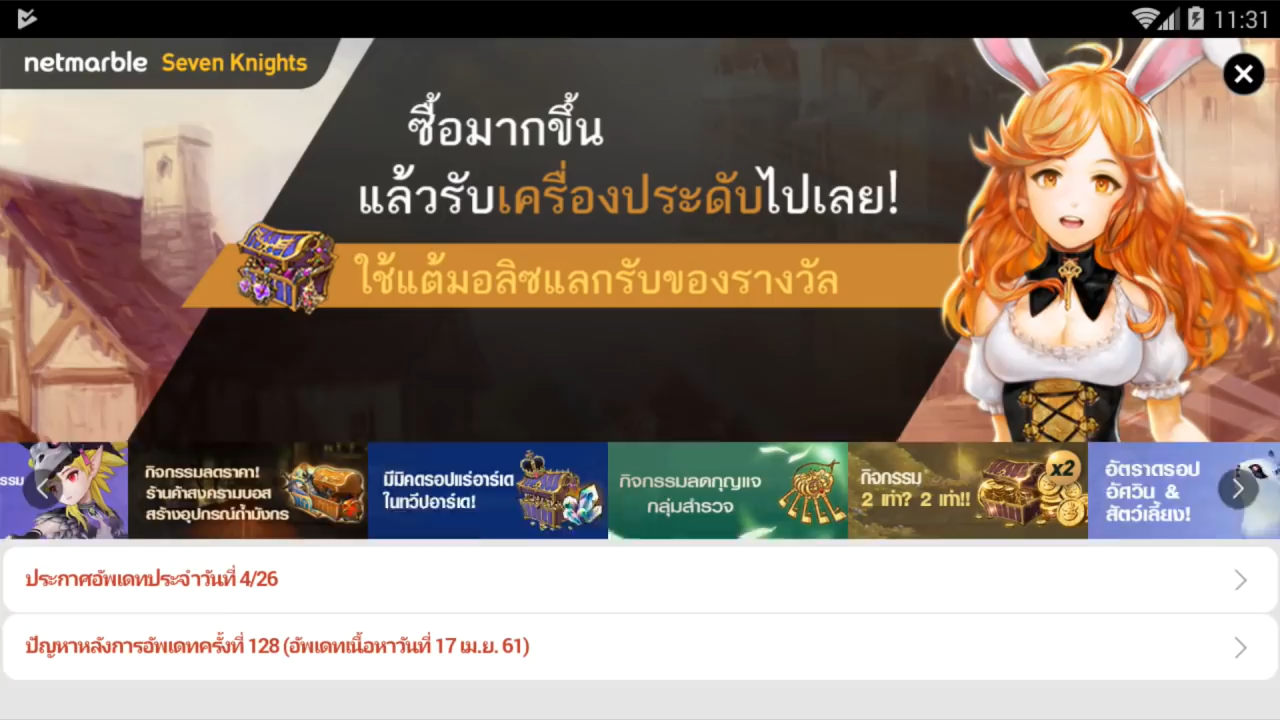 11:31
netmarble Seven Knights
ซื้อมากขึ้น
แล้วรับเครื่องประดับไปเลย!
ใช้แต้มอลิซแลกรับของรางวัล
รรม
กิจกรรมลดราคา!
ร้านค้าสงครามบอส
สร้างอุปกรณ์ถ้ำมังกร
มีมิคดรอปแร่อาร์เด
ในทวีปอาร์เด!
กิจกรรมลดกุญแจ
กลุ่มสำรวจ
กิจกรรม
2 เท่า? 2 เท่า!!
x2
อัตราดรอป
อัศวิน &
สัตว์เลี้ยง!
ประกาศอัพเดทประจำวันที่ 4/26
ปัญหาหลังการอัพเดทครั้งที่ 128 (อัพเดทเนื้อหาวันที่ 17 เม.ย. 61)